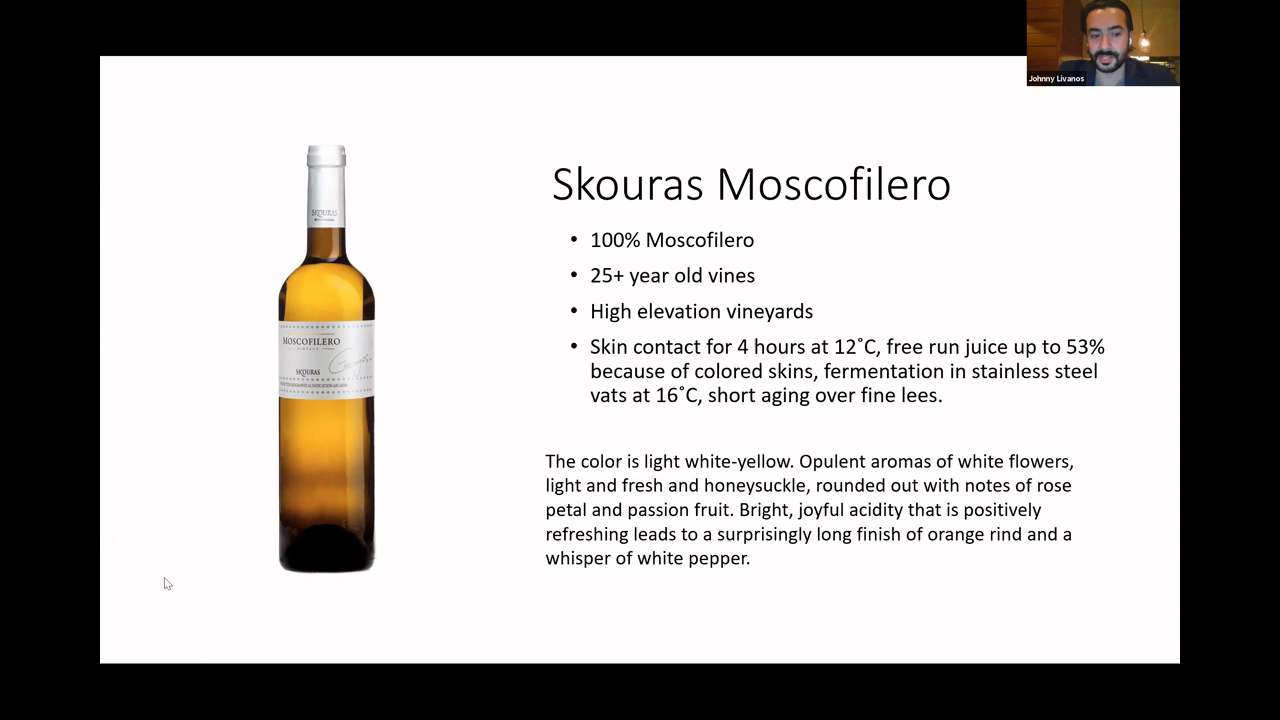 Johnny Livanos
Skouras Moscofilero
• 100% Moscofilero
• 25+ year old vines
• High elevation vineyards
• Skin contact for 4 hours at 12˚C, free run juice up to 53%
because of colored skins, fermentation in stainless steel
vats at 16˚C, short aging over fine lees.
The color is light white-yellow. Opulent aromas of white flowers,
light and fresh and honeysuckle, rounded out with notes of rose
petal and passion fruit. Bright, joyful acidity that is positively
refreshing leads to a surprisingly long finish of orange rind and a
whisper of white pepper.
SKOURAS
MOSCOFILERO
SKOURAS